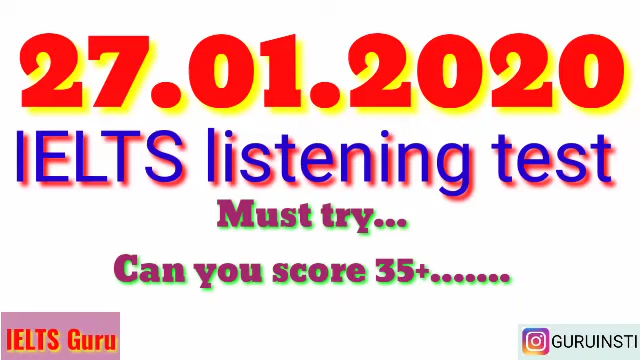 27.01.2020
IELTS listening test
Must try...
Can you score 35+.......
IELTS Guru
GURUINSTI